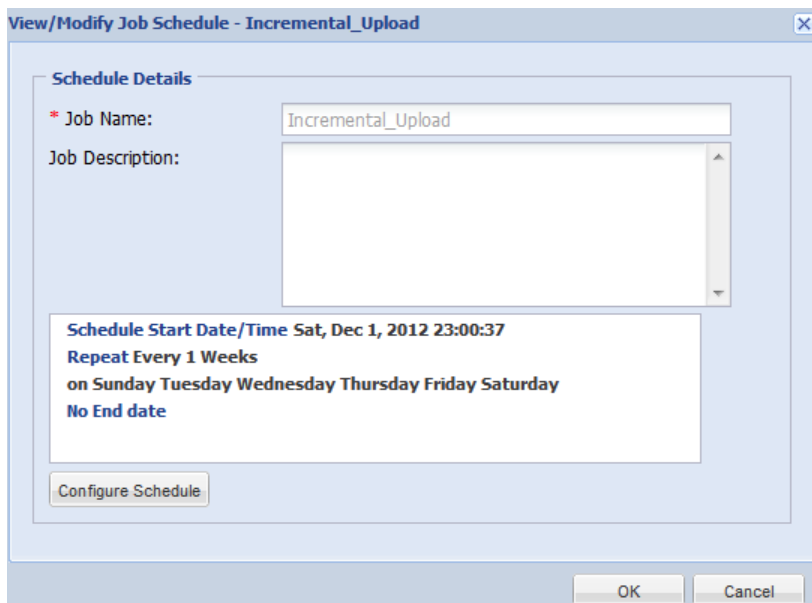 View/Modify Job Schedule - Incremental_Upload
Schedule Details
* Job Name:
Incremental_Upload
Job Description:
Schedule Start Date/Time Sat, Dec 1, 2012 23:00:37
Repeat Every 1 Weeks
on Sunday Tuesday Wednesday Thursday Friday Saturday
No End date
Configure Schedule
OK
Cancel